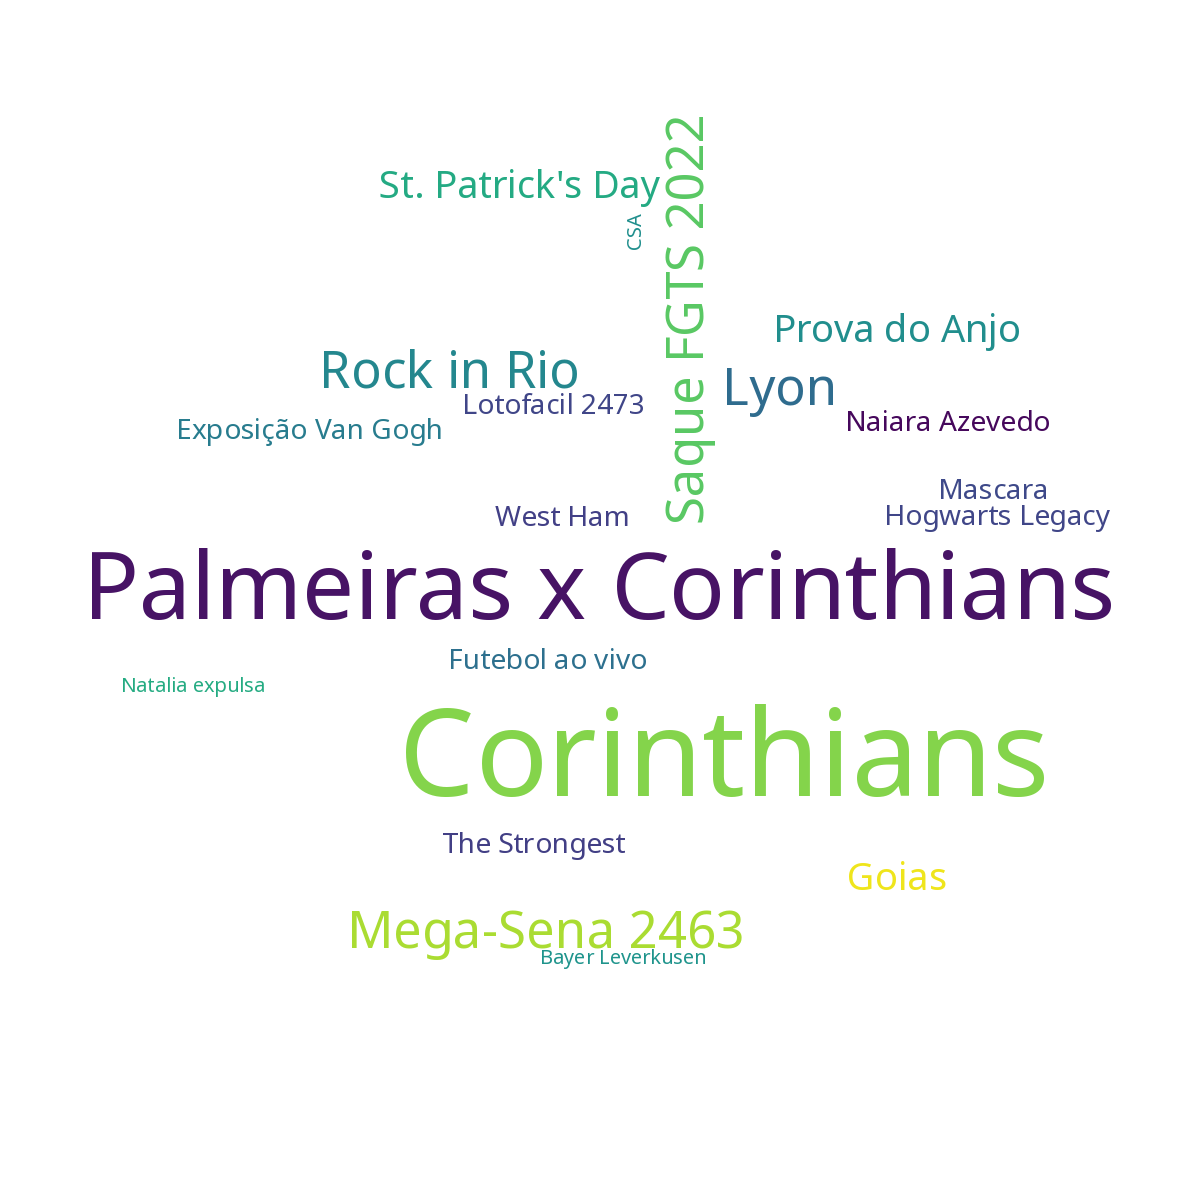 St. Patrick's Day
Saque FGTS 2022
CSA
Prova do Anjo
Rock in Rio
Lyon
Lotofacil 2473
Naiara Azevedo
Exposição Van Gogh
Mascara
West Ham
Hogwarts Legacy
Palmeiras x Corinthians
Futebol ao vivo
Natalia expulsa
Corinthians
The Strongest
Goias
Mega-Sena 2463
Bayer Leverkusen